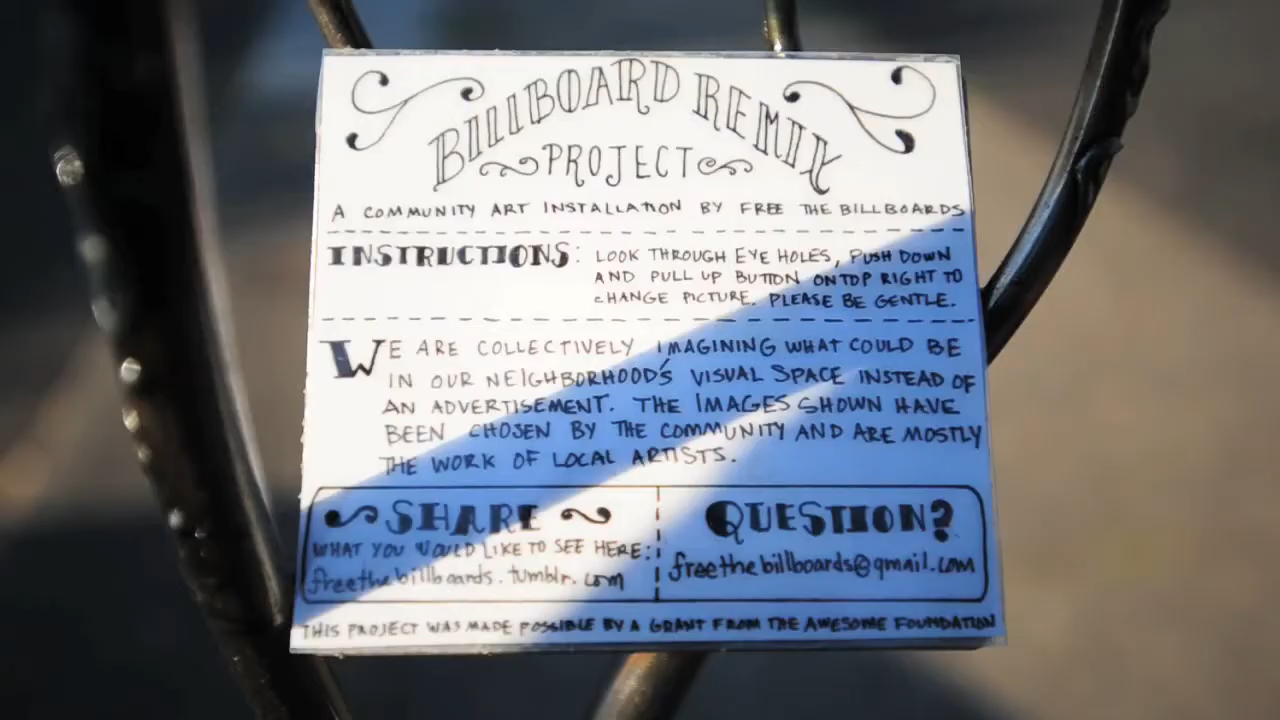 BILLBOARD REMIX
PROJECT
A COMMUNITY ART INSTALLATION BY FREE THE BILLBOARDS
INSTRUCTIONS: LOOK THROUGH EYE HOLES, PUSH DOWN
AND PULL UP BUTTON ON TOP RIGHT TO
CHANGE PICTURE. PLEASE BE GENTLE.
WE ARE COLLECTIVELY IMAGINING WHAT COULD BE
IN OUR NEIGHBORHOOD'S VISUAL SPACE INSTEAD OF
AN ADVERTISEMENT. THE IMAGES SHOWN HAVE
BEEN CHOSEN BY THE COMMUNITY AND ARE MOSTLY
THE WORK OF LOCAL ARTISTS.
SHARE
WHAT YOU WOULD LIKE TO SEE HERE:
freethebillboards.tumblr.com
QUESTION?
freethebillboards@gmail.com
THIS PROJECT WAS MADE POSSIBLE BY A GRANT FROM THE AWESOME FOUNDATION